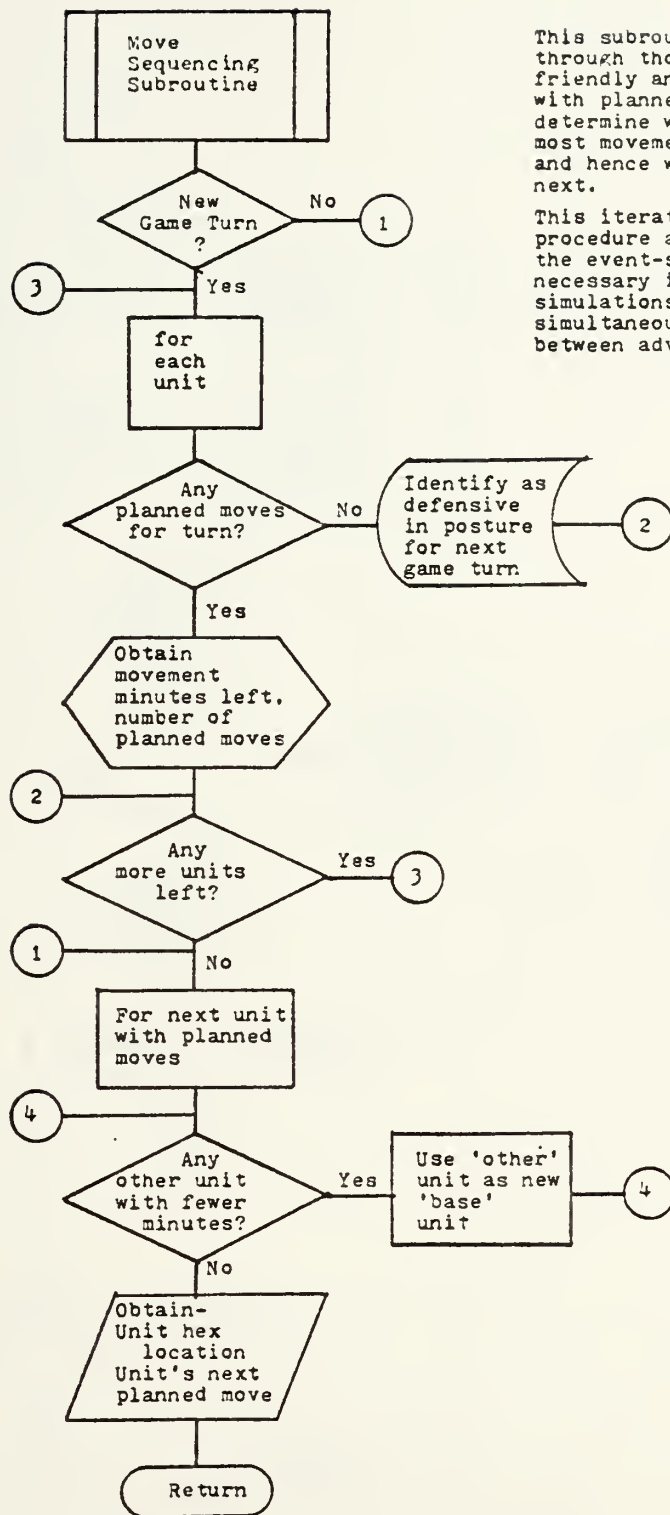 Move
Sequencing
Subroutine
This subrou
through tho
friendly an
with planne
determine w
most movemen
and hence w
next.
This iterat
procedure a
the event-s
necessary i
simulations
simultaneou
between adv
New
Game Turn
?
No
1
3
Yes
for
each
unit
Any
planned moves
for turn?
No
Identify as
defensive
in posture
for next
game turn
2
Yes
Obtain
movement
minutes left,
number of
planned moves
2
Any
more units
left?
Yes
3
1
No
For next unit
with planned
moves
4
Any
other unit
with fewer
minutes?
Yes
Use 'other'
unit as new
'base'
unit
4
No
Obtain-
Unit hex
location
Unit's next
planned move
Return